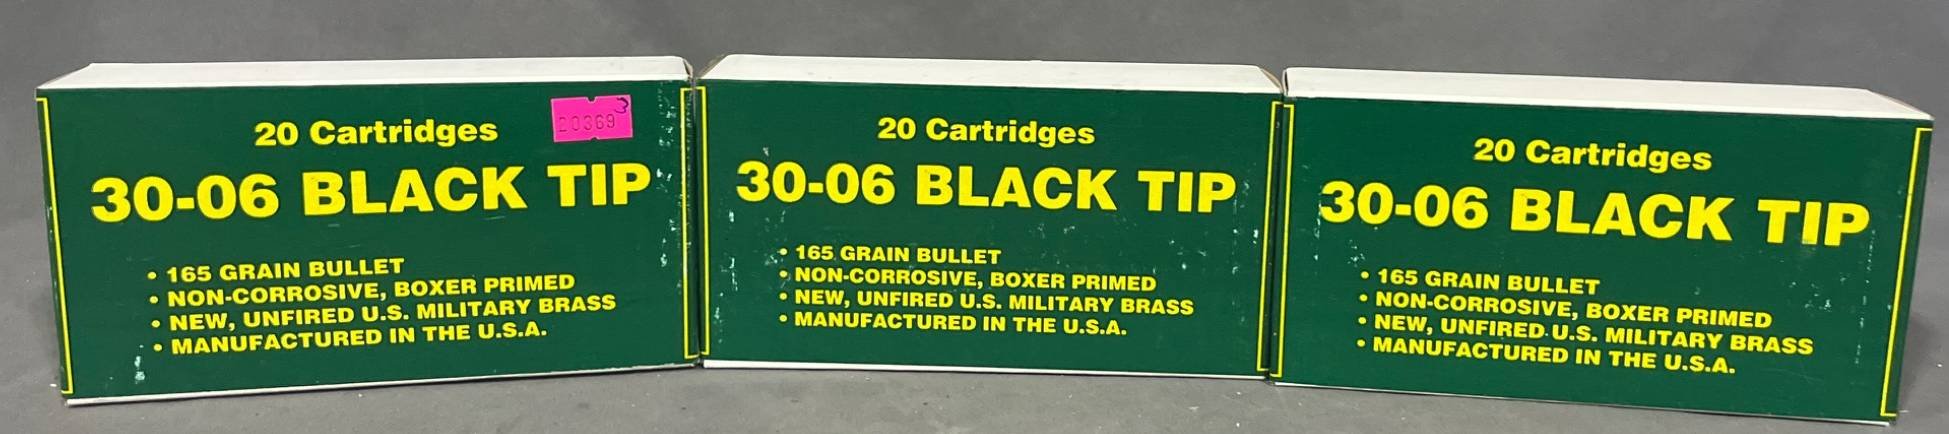 20 Cartridges
30-06 BLACK TIP
• 165 GRAIN BULLET
• NON-CORROSIVE, BOXER PRIMED
• NEW, UNFIRED U.S. MILITARY BRASS
• MANUFACTURED IN THE U.S.A.
3
20369
20 Cartridges
30-06 BLACK TIP
• 165 GRAIN BULLET
• NON-CORROSIVE, BOXER PRIMED
• NEW, UNFIRED U.S. MILITARY BRASS
• MANUFACTURED IN THE U.S.A.
20 Cartridges
30-06 BLACK TIP
• 165 GRAIN BULLET
• NON-CORROSIVE, BOXER PRIMED
• NEW, UNFIRED U.S. MILITARY BRASS
• MANUFACTURED IN THE U.S.A.